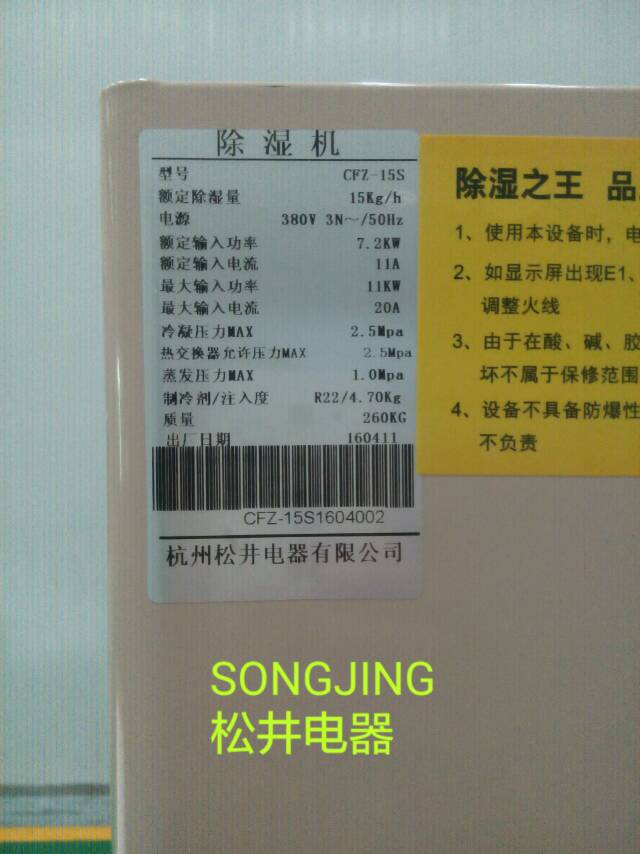 除湿机
型号 CFZ-15S
额定除湿量 15Kg/h
电源 380V 3N～/50Hz
额定输入功率 7.2KW
额定输入电流 11A
最大输入功率 11KW
最大输入电流 20A
冷凝压力MAX 2.5Mpa
热交换器允许压力MAX 2.5Mpa
蒸发压力MAX 1.0Mpa
制冷剂/注入度 R22/4.70Kg
质量 260KG
出厂日期 160411
CFZ-15S1604002
杭州松井电器有限公司
除湿之王 品
1、使用本设备时，电
2、如显示屏出现E1、
调整火线
3、由于在酸、碱、胶
坏不属于保修范围
4、设备不具备防爆性
不负责
SONGJING
松井电器